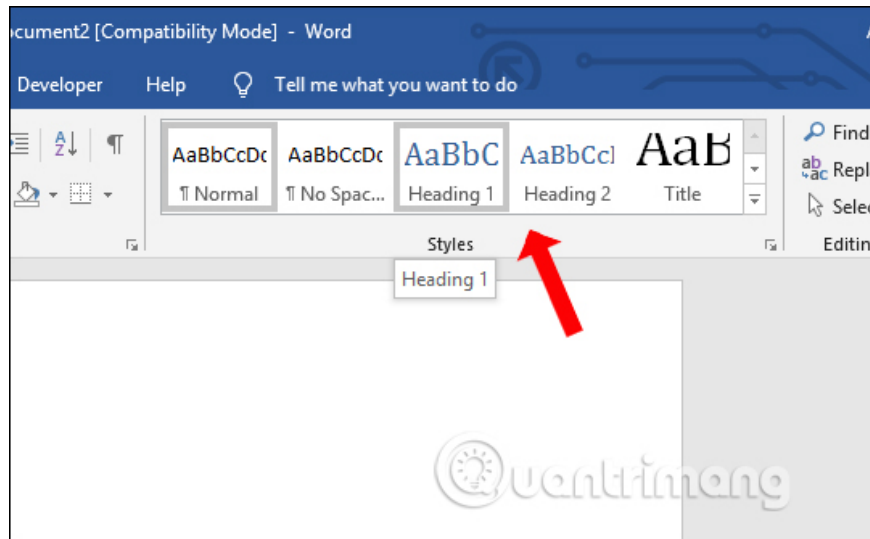 ocument2 [Compatibility Mode] - Word
Developer Help Tell me what you want to do
AaBbCcDc AaBbCcDc AaBbC AaBbCcl AaB
¶ Normal ¶ No Spac... Heading 1 Heading 2 Title
Find
Repl
Selec
Styles
Editin
Heading 1
Quantrimang